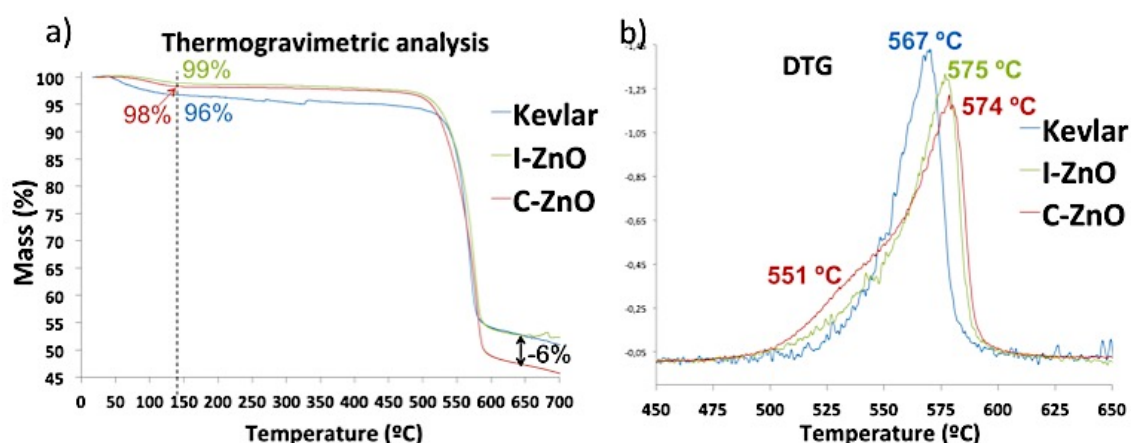 a)
Thermogravimetric analysis
100
95
90
85
80
75
70
65
60
55
50
45
99%
98%
96%
Kevlar
I-ZnO
C-ZnO
-6%
0 50 100 150 200 250 300 350 400 450 500 550 600 650 700
Mass (%)
Temperature (ºC)
b)
DTG
567 ºC
575 ºC
574 ºC
551 ºC
Kevlar
I-ZnO
C-ZnO
-1,25
-1,05
-0,85
-0,65
-0,45
-0,25
-0,05
450 475 500 525 550 575 600 625 650
Temperature (ºC)